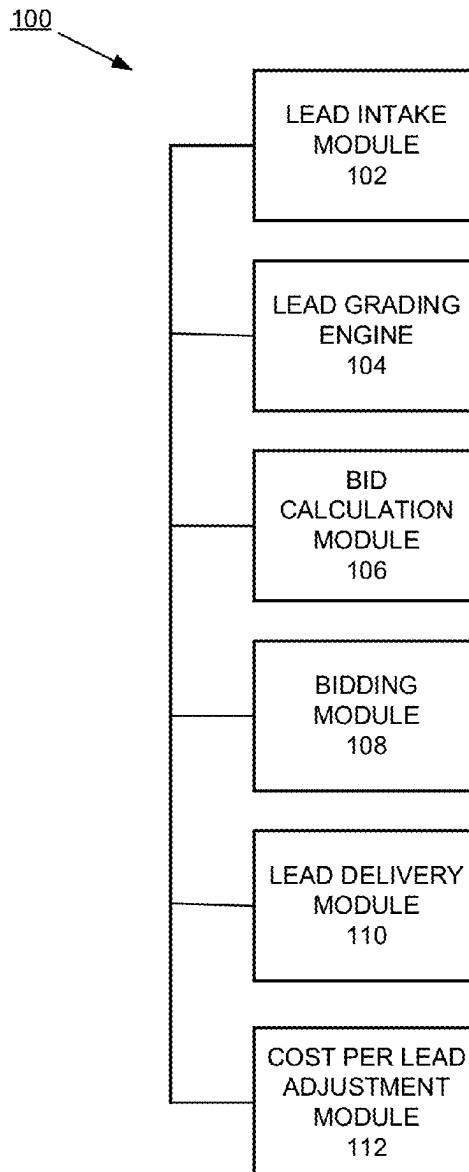 100
LEAD INTAKE
MODULE
102
LEAD GRADING
ENGINE
104
BID
CALCULATION
MODULE
106
BIDDING
MODULE
108
LEAD DELIVERY
MODULE
110
COST PER LEAD
ADJUSTMENT
MODULE
112